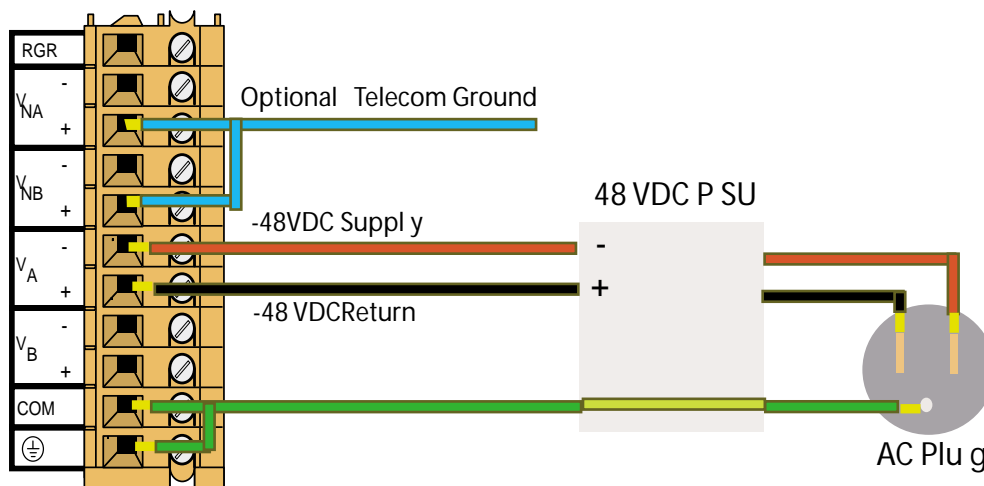 RGR
-
VNA
+
Optional Telecom Ground
-
VNB
+
48 VDC P SU
-48VDC Suppl y
-
VA
+
-
+
-48 VDCReturn
-
VB
+
COM
AC Plu g